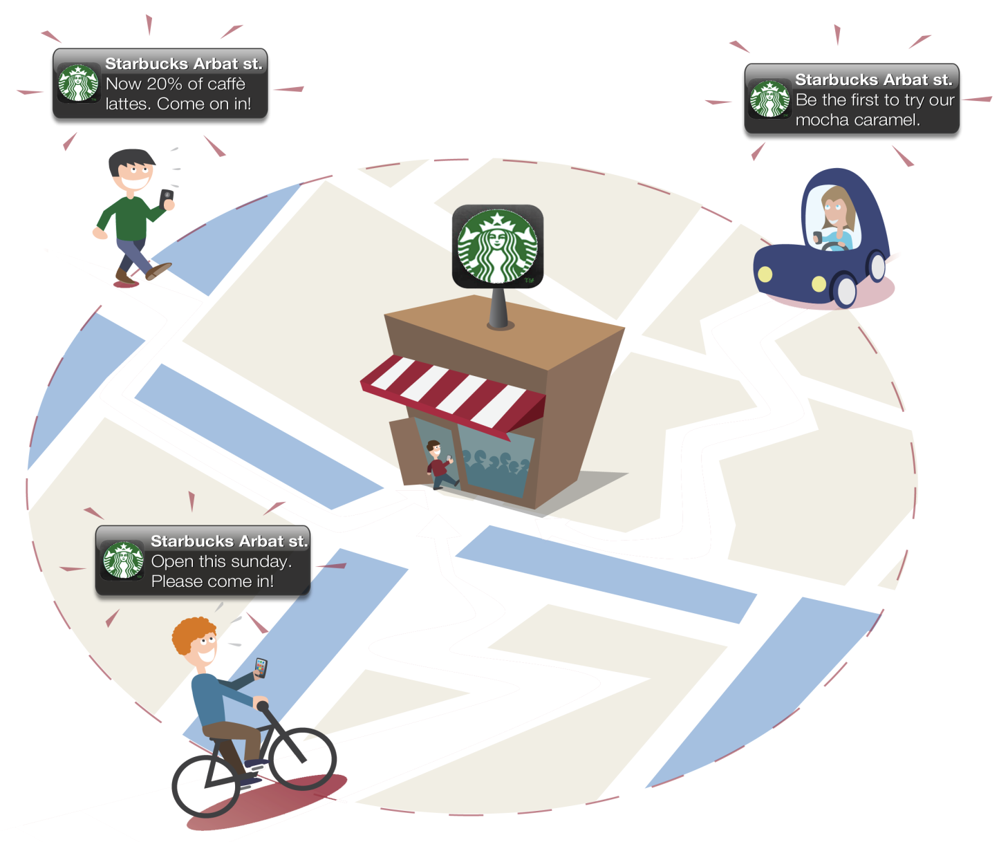 Starbucks Arbat st.
Now 20% of caffè
lattes. Come on in!
Starbucks Arbat st.
Be the first to try our
mocha caramel.
TM
Starbucks Arbat st.
Open this sunday.
Please come in!